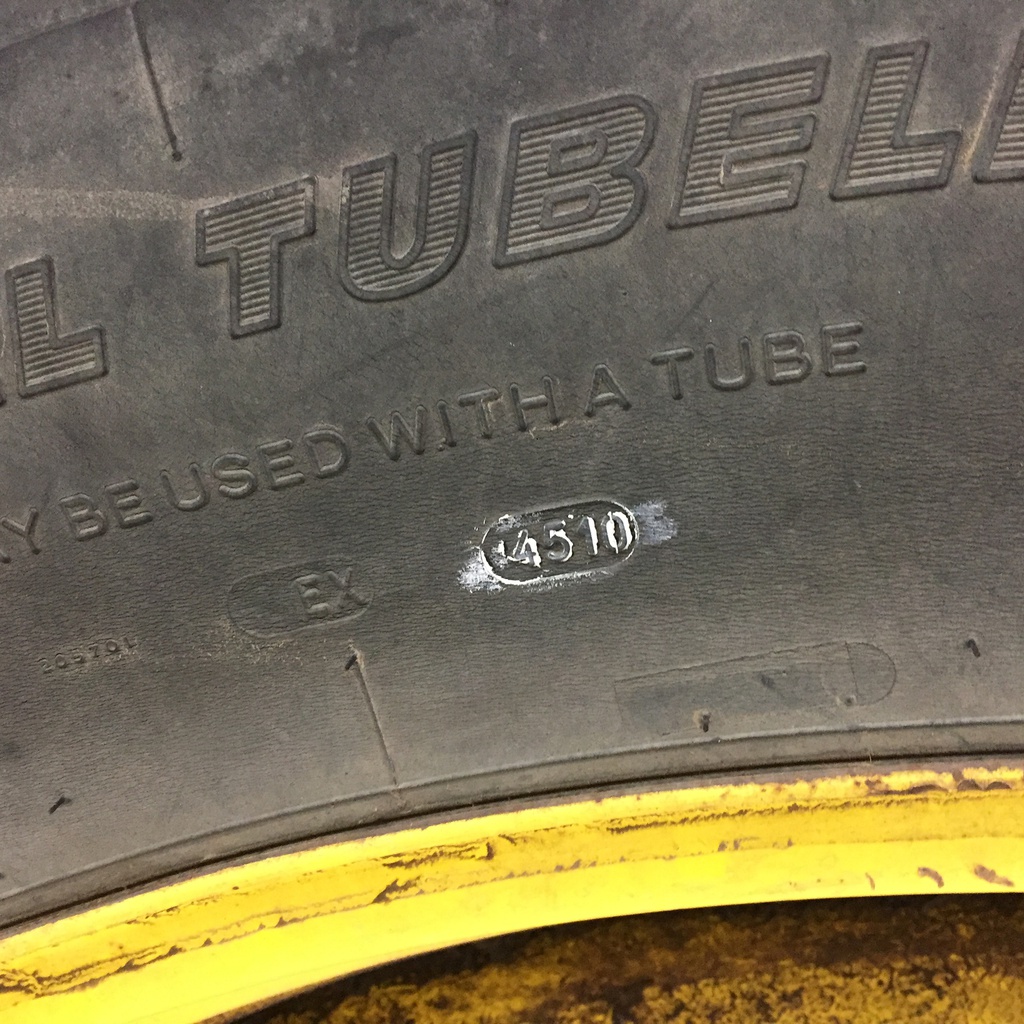 TUBEL
BE USED WITH A TUBE
4510
EX